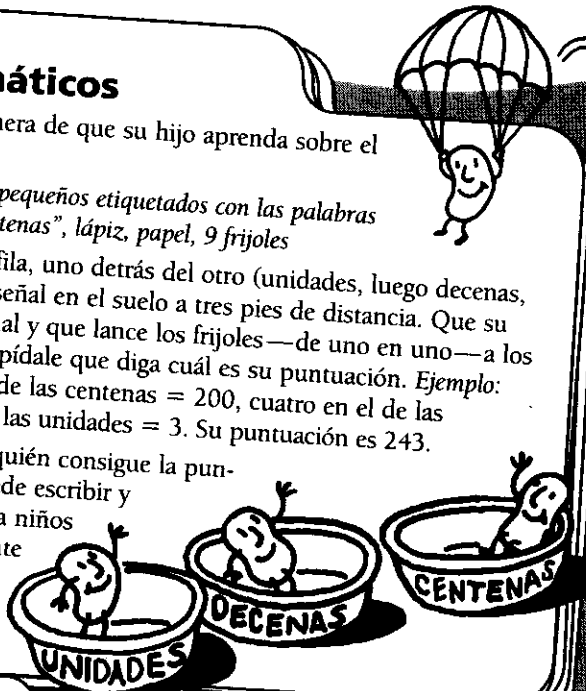 náticos
nera de que su hijo aprenda sobre el
pequeños etiquetados con las palabras
tenas”, lápiz, papel, 9 frijoles
fila, uno detrás del otro (unidades, luego decenas,
señal en el suelo a tres pies de distancia. Que su
al y que lance los frijoles—de uno en uno—a los
pídale que diga cuál es su puntuación. Ejemplo:
de las centenas = 200, cuatro en el de las
las unidades = 3. Su puntuación es 243.
quién consigue la pun-
de escribir y
a niños
te
UNIDADES
DECENAS
CENTENAS